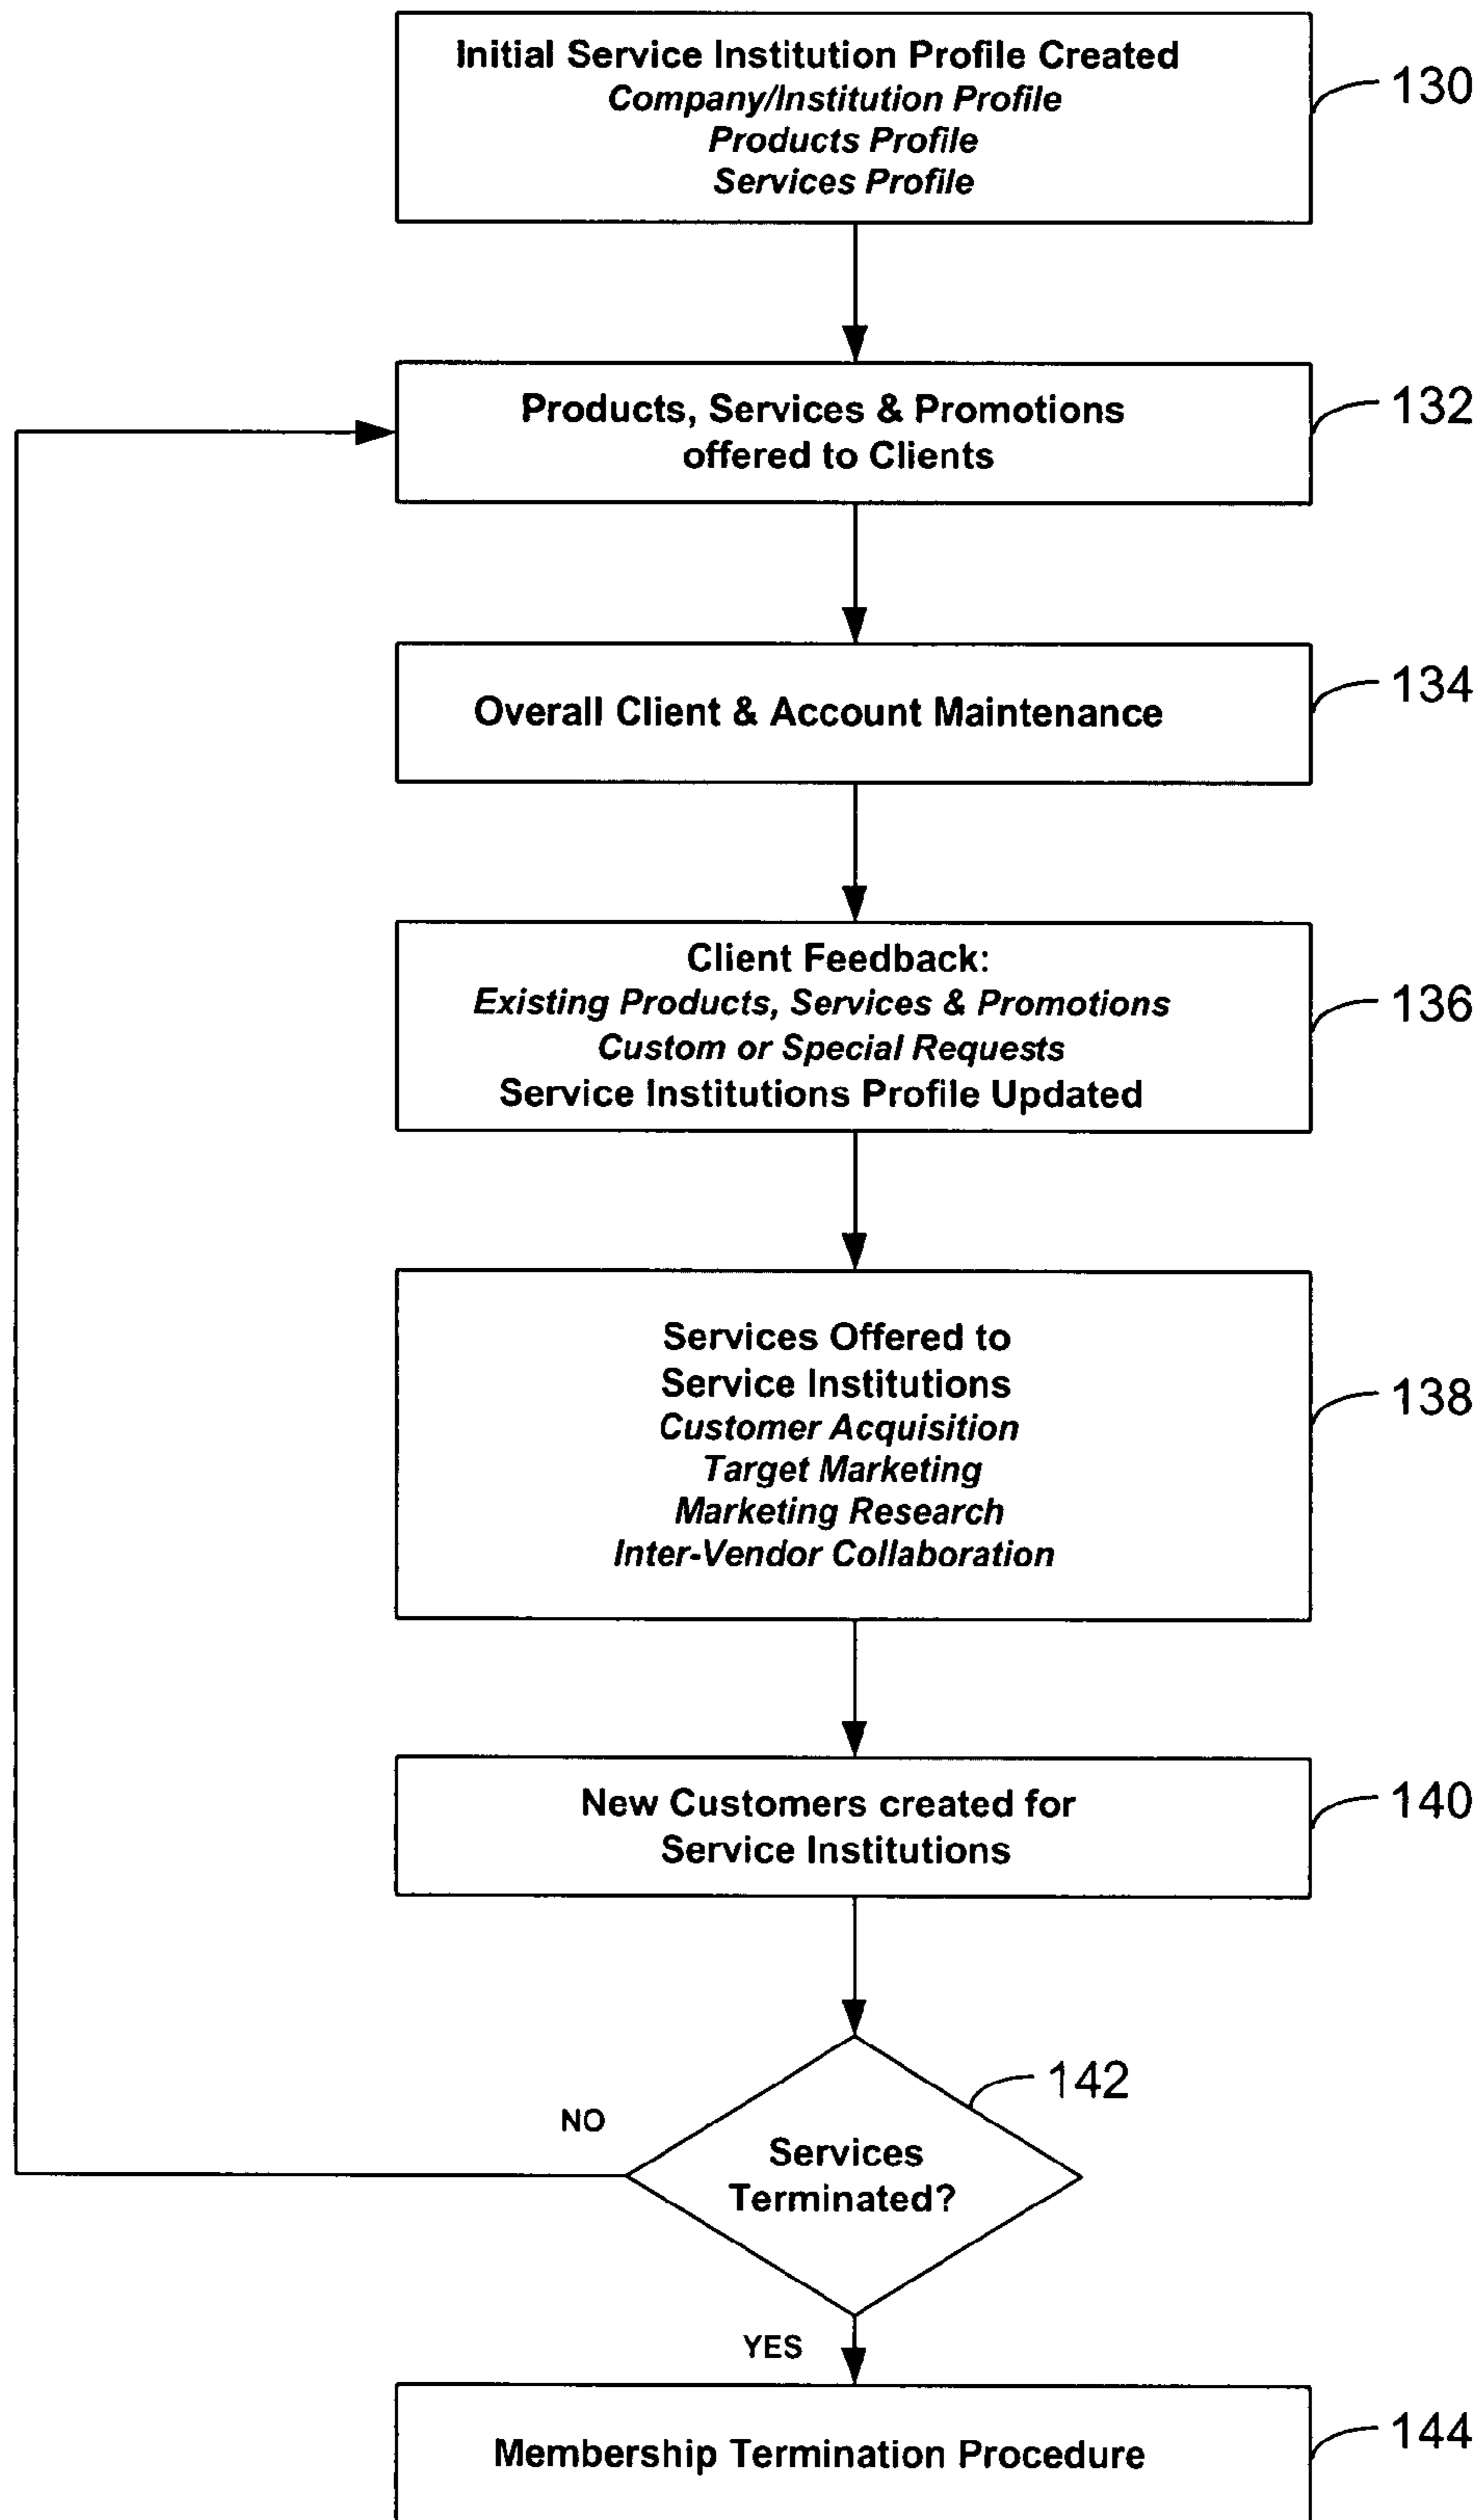 Initial Service Institution Profile Created
Company/Institution Profile
Products Profile
Services Profile
130
Products, Services & Promotions
offered to Clients
132
Overall Client & Account Maintenance
134
Client Feedback:
Existing Products, Services & Promotions
Custom or Special Requests
Service Institutions Profile Updated
136
Services Offered to
Service Institutions
Customer Acquisition
Target Marketing
Marketing Research
Inter-Vendor Collaboration
138
New Customers created for
Service Institutions
140
142
NO
Services
Terminated?
YES
Membership Termination Procedure
144